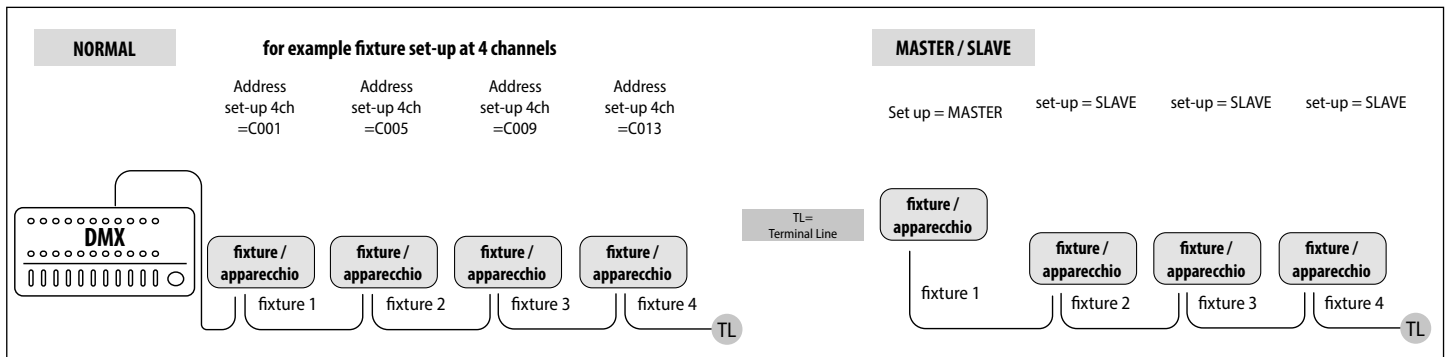 NORMAL
for example fixture set-up at 4 channels
Address
set-up 4ch
=C001
Address
set-up 4ch
=C005
Address
set-up 4ch
=C009
Address
set-up 4ch
=C013
DMX
fixture /
apparecchio
fixture /
apparecchio
fixture /
apparecchio
fixture /
apparecchio
fixture 1
fixture 2
fixture 3
fixture 4
TL
TL=
Terminal Line
MASTER / SLAVE
Set up = MASTER
set-up = SLAVE
set-up = SLAVE
set-up = SLAVE
fixture /
apparecchio
fixture /
apparecchio
fixture /
apparecchio
fixture /
apparecchio
fixture 1
fixture 2
fixture 3
fixture 4
TL